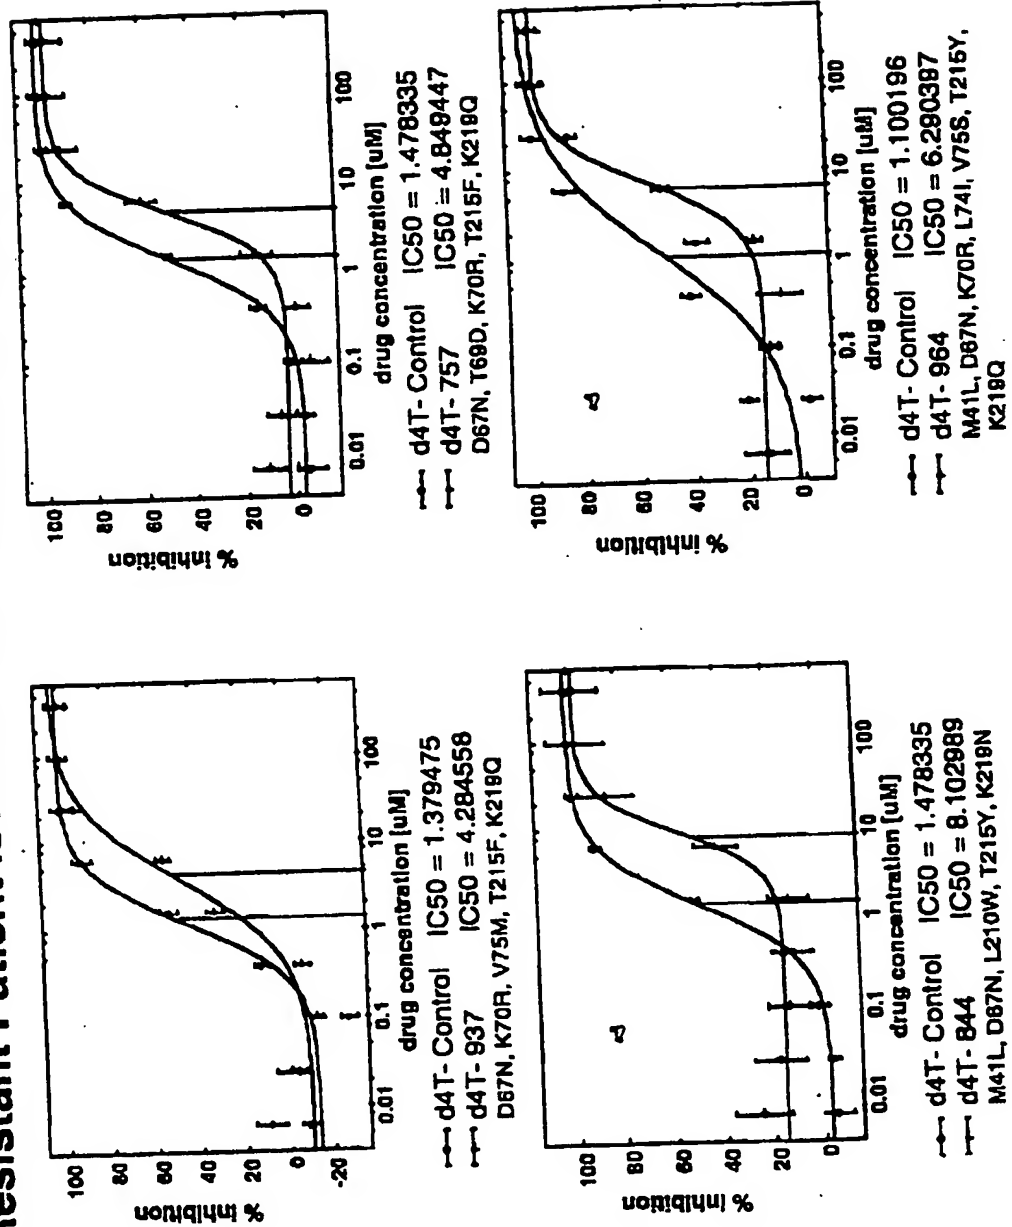 % inhibition
100
80
60
40
20
0
-20
0.01
0.1
1
10
100
drug concentration [uM]
d4T- Control IC50 = 1.379475
d4T- 937 IC50 = 4.284558
D67N, K70R, V75M, T215F, K219Q
% inhibition
100
80
60
40
20
0
0.01
0.1
1
10
100
drug concentration [uM]
d4T- Control IC50 = 1.478335
d4T- 757 IC50 = 4.849447
D67N, T69D, K70R, T215F, K219Q
% inhibition
100
80
60
40
20
0
0.01
0.1
1
10
100
drug concentration [uM]
d4T- Control IC50 = 1.478335
d4T- 844 IC50 = 8.102989
M41L, D67N, L210W, T215Y, K219N
% inhibition
100
80
60
40
20
0
0.01
0.1
1
10
100
drug concentration [uM]
d4T- Control IC50 = 1.100196
d4T- 964 IC50 = 6.290397
M41L, D67N, K70R, L74I, V75S, T215Y,
K219Q